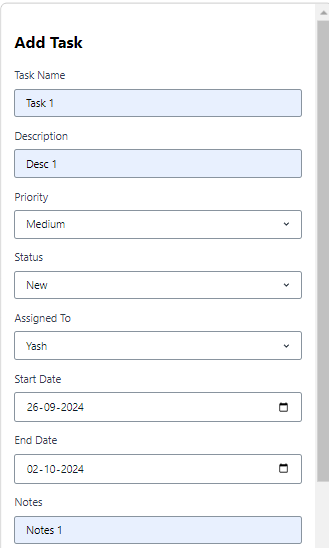 Add Task
Task Name
Task 1
Description
Desc 1
Priority
Medium
Status
New
Assigned To
Yash
Start Date
26-09-2024
End Date
02-10-2024
Notes
Notes 1